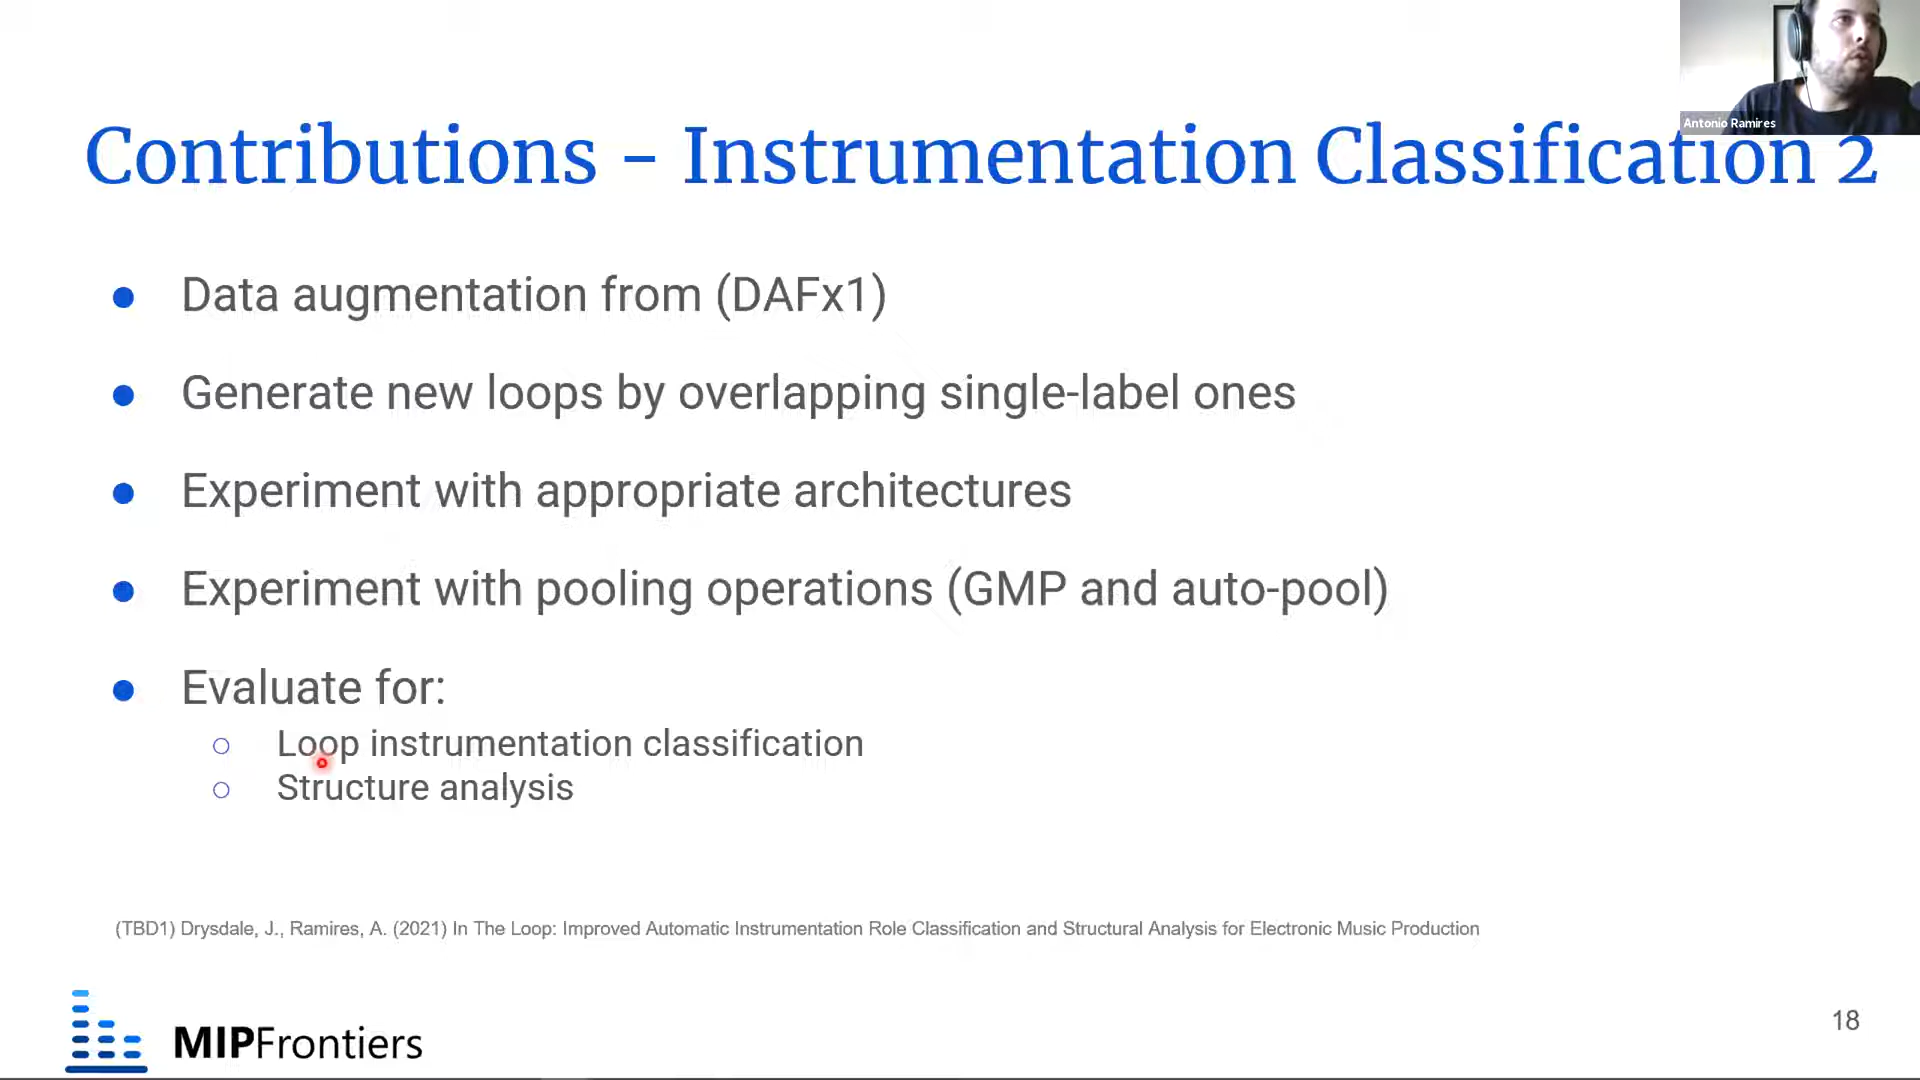 Antonio Ramires
Contributions - Instrumentation Classification 2
Data augmentation from (DAFx1)
Generate new loops by overlapping single-label ones
Experiment with appropriate architectures
Experiment with pooling operations (GMP and auto-pool)
Evaluate for:
Loop instrumentation classification
Structure analysis
(TBD1) Drysdale, J., Ramires, A. (2021) In The Loop: Improved Automatic Instrumentation Role Classification and Structural Analysis for Electronic Music Production
MIPFrontiers
18